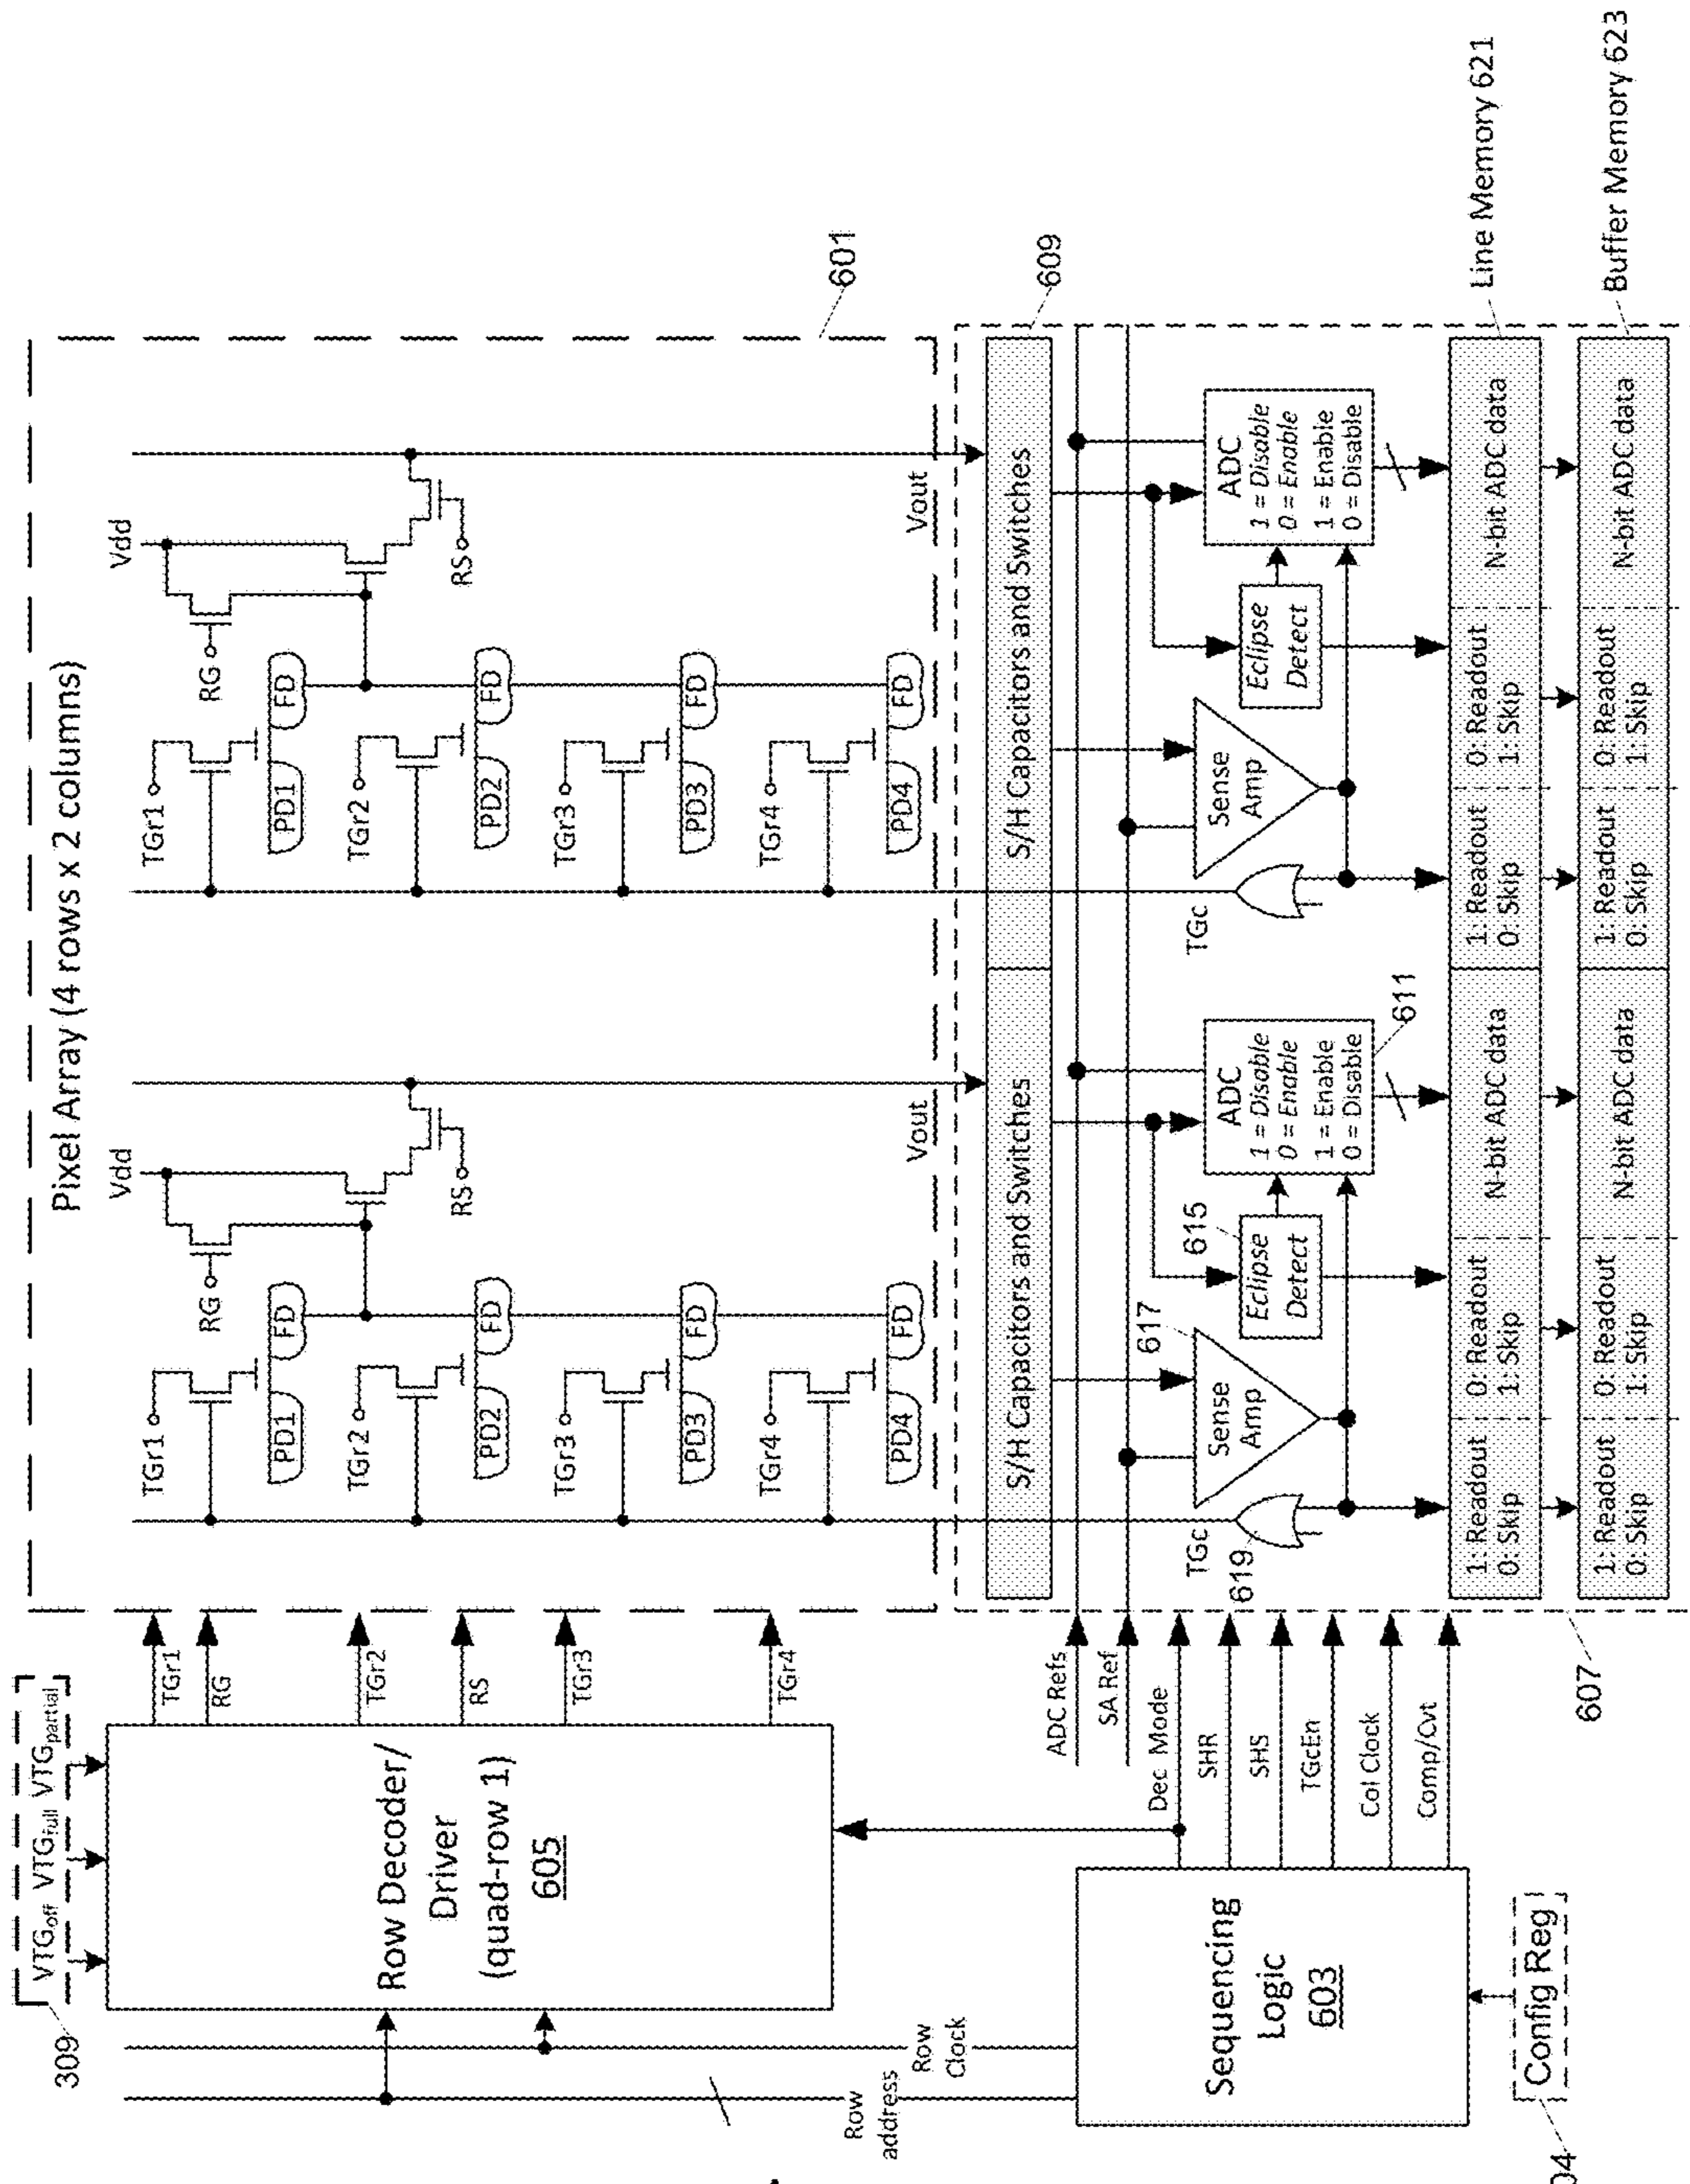 Pixel Array (4 rows x 2 columns)
VTGoff VTGfull VTGpartial
309
Row Decoder/
Driver
(quad-row 1)
605
TGr1
RG
TGr2
RS
TGr3
TGr4
Row
address
Row
Clock
TGr1
RG
Vdd
PD1
FD
TGr2
PD2
FD
RS
TGr3
PD3
FD
TGr4
PD4
FD
Vout
TGr1
RG
Vdd
PD1
FD
TGr2
PD2
FD
RS
TGr3
PD3
FD
TGr4
PD4
FD
Vout
601
Sequencing
Logic
603
Config Reg
04
ADC Refs
SA Ref
Dec Mode
SHR
SHS
TGcEn
Col Clock
Comp/Cvt
607
S/H Capacitors and Switches
S/H Capacitors and Switches
609
TGc
619
Sense
Amp
617
Eclipse
Detect
615
ADC
1 = Disable
0 = Enable
1 = Enable
0 = Disable
611
TGc
Sense
Amp
Eclipse
Detect
ADC
1 = Disable
0 = Enable
1 = Enable
0 = Disable
1: Readout
0: Skip
0: Readout
1: Skip
N-bit ADC data
1: Readout
0: Skip
0: Readout
1: Skip
N-bit ADC data
Line Memory 621
1: Readout
0: Skip
0: Readout
1: Skip
N-bit ADC data
1: Readout
0: Skip
0: Readout
1: Skip
N-bit ADC data
Buffer Memory 623